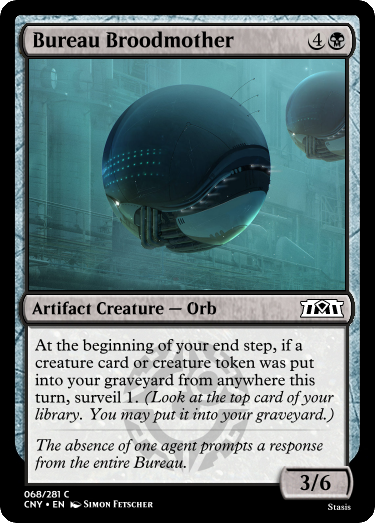 Bureau Broodmother 4
Artifact Creature — Orb
At the beginning of your end step, if a
creature card or creature token was put
into your graveyard from anywhere this
turn, surveil 1. (Look at the top card of your
library. You may put it into your graveyard.)
The absence of one agent prompts a response
from the entire Bureau.
3/6
068/281 C
CNY • EN Simon Fetscher
Stasis